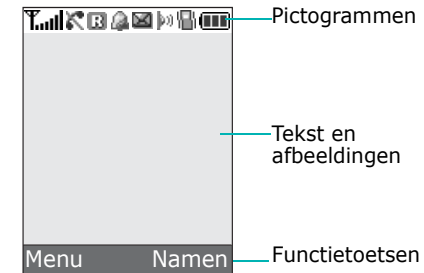 Pictogrammen
Tekst en
afbeeldingen
Menu Namen
Functietoetsen